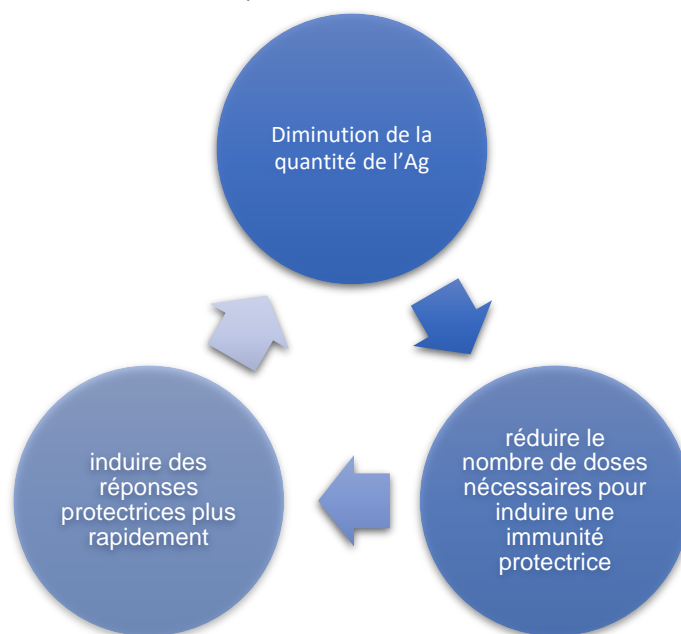 Diminution de la
quantité de l’Ag
réduire le
nombre de doses
nécessaires pour
induire une
immunité
protectrice
induire des
réponses
protectrices plus
rapidement